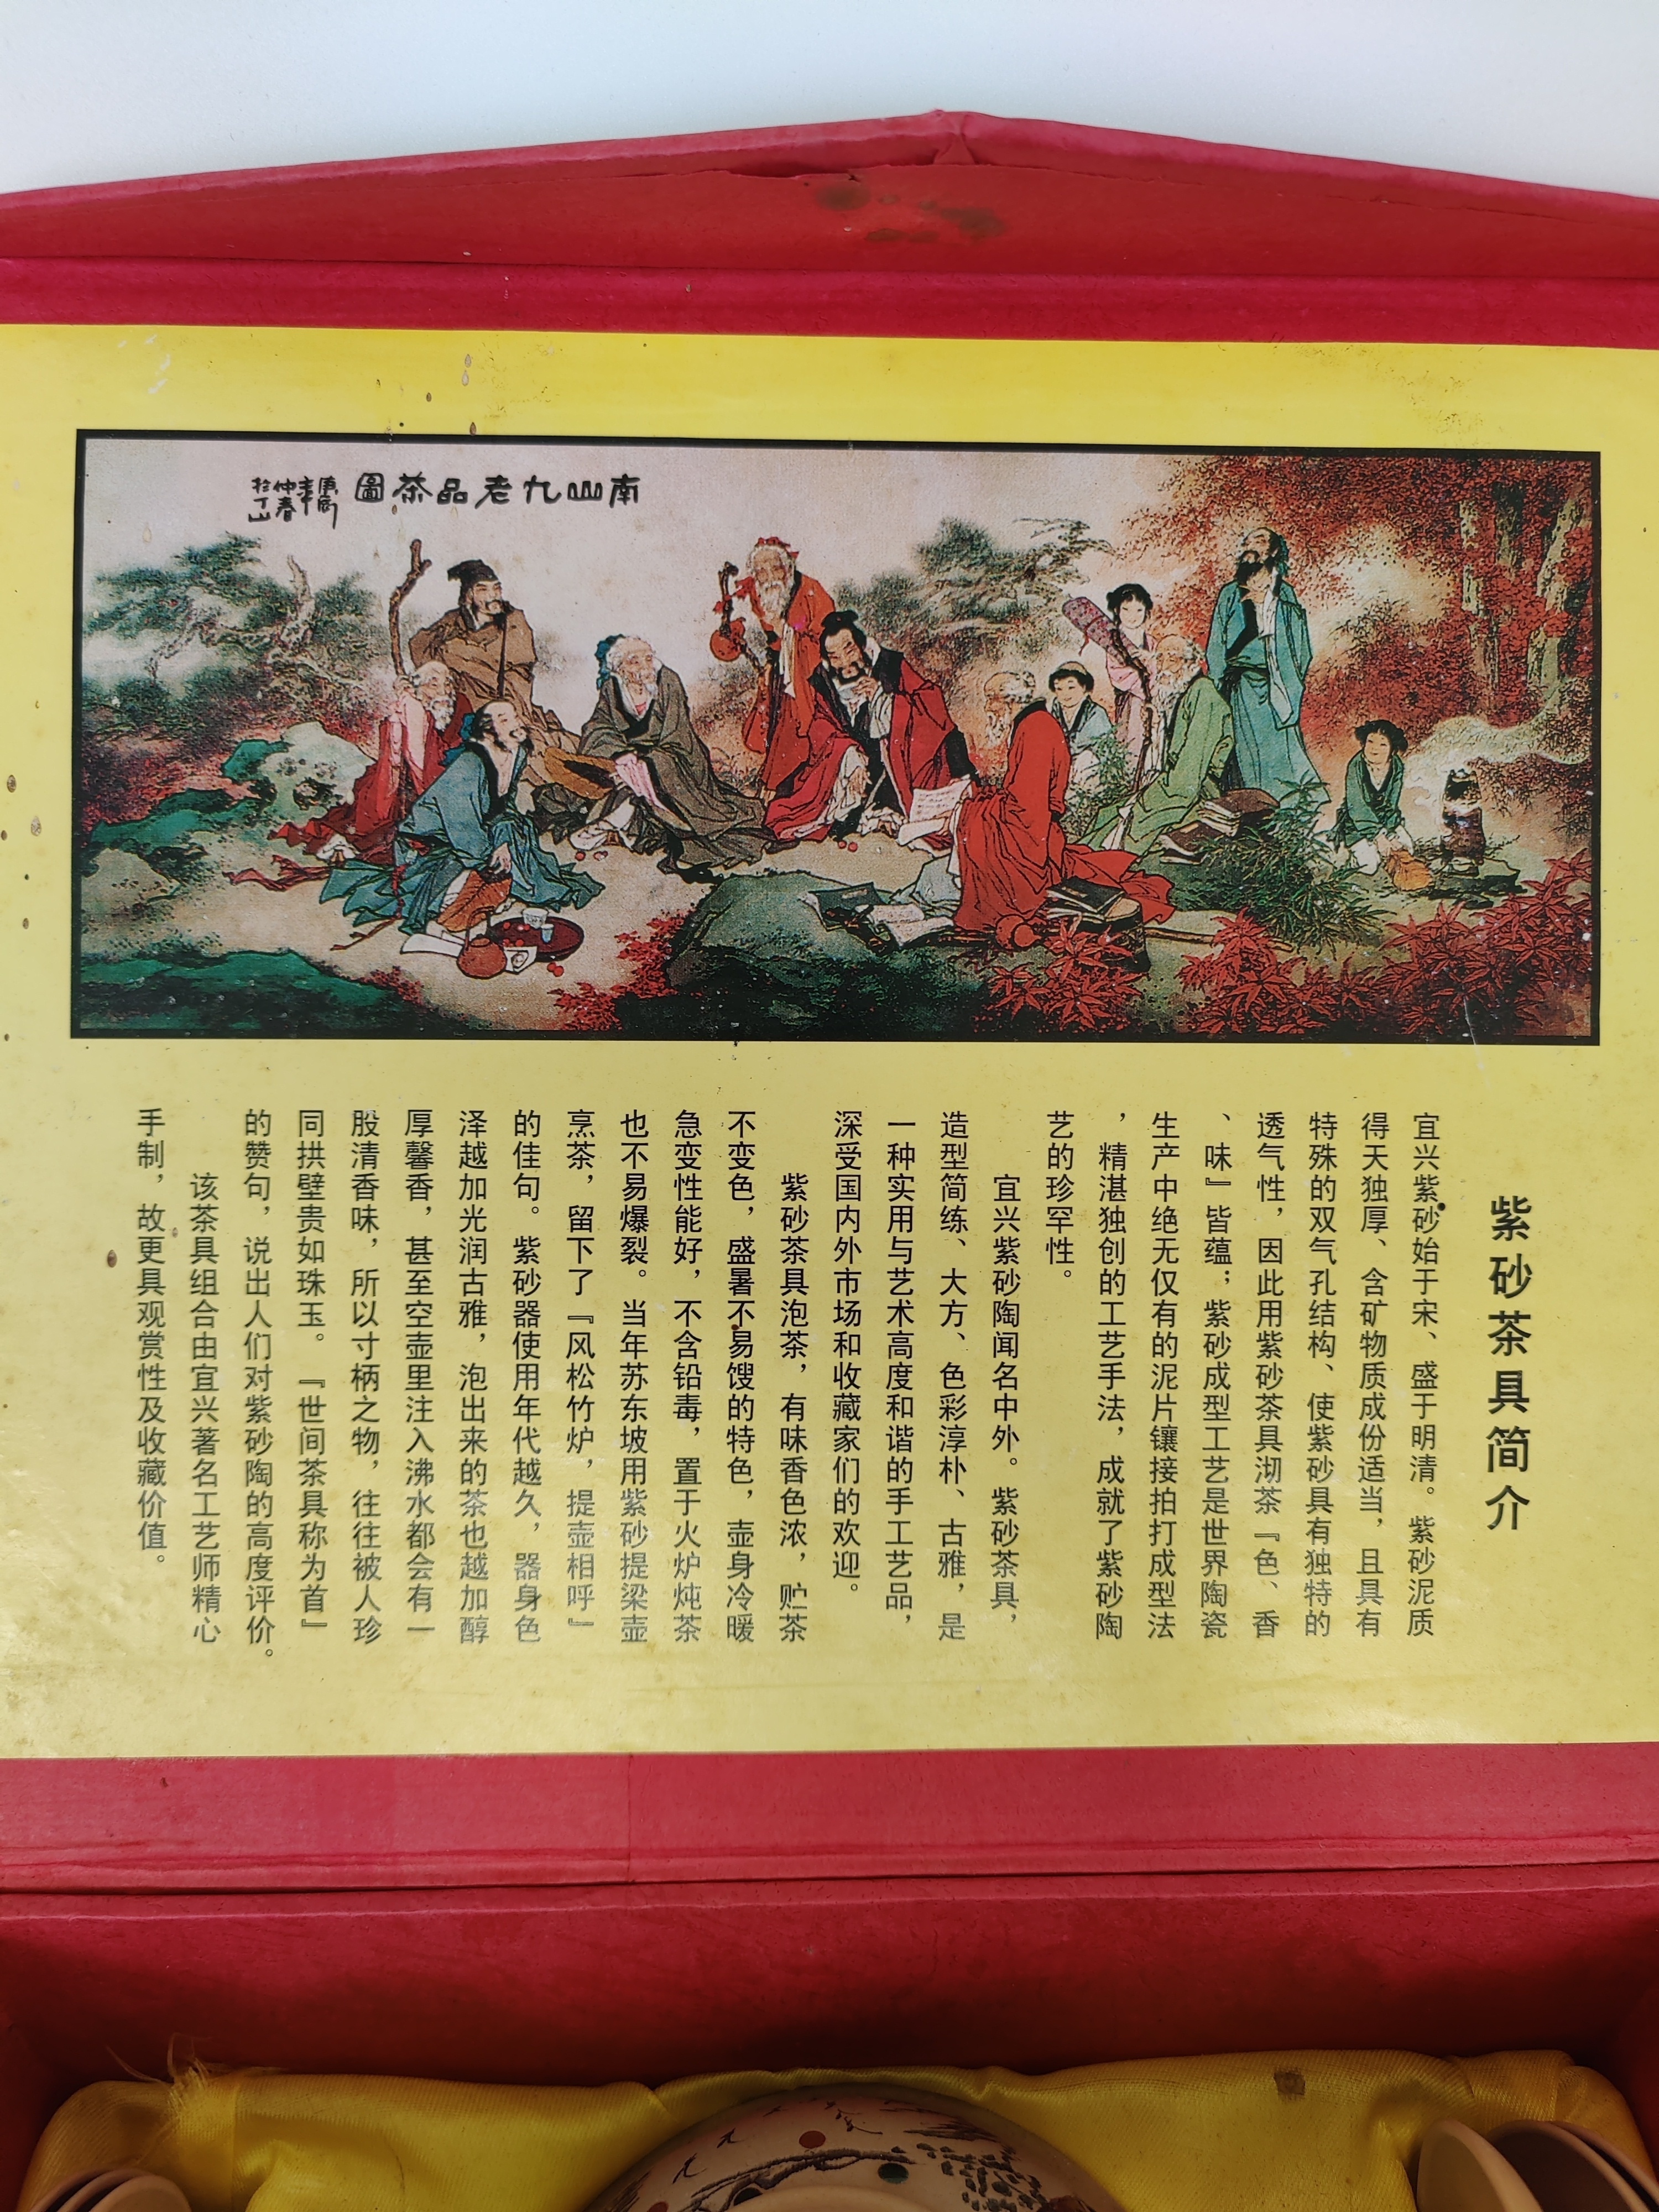 南山九老品茶圖
庚辰年
仲春
於丁山
紫砂茶具简介
宜兴紫砂始于宋、盛于明清。紫砂泥质
得天独厚、含矿物质成份适当，且具有
特殊的双气孔结构、使紫砂具有独特的
透气性，因此用紫砂茶具沏茶『色、香
、味』皆蕴；紫砂成型工艺是世界陶瓷
生产中绝无仅有的泥片镶接拍打成型法
，精湛独创的工艺手法，成就了紫砂陶
艺的珍罕性。
宜兴紫砂陶闻名中外。紫砂茶具，
造型简练、大方、色彩淳朴、古雅，是
一种实用与艺术高度和谐的手工艺品，
深受国内外市场和收藏家们的欢迎。
紫砂茶具泡茶，有味香色浓，贮茶
不变色，盛暑不易馊的特色，壶身冷暖
急变性能好，不含铅毒，置于火炉炖茶
也不易爆裂。当年苏东坡用紫砂提梁壶
烹茶，留下了『风松竹炉，提壶相呼』
的佳句。紫砂器使用年代越久，器身色
泽越加光润古雅，泡出来的茶也越加醇
厚馨香，甚至空壶里注入沸水都会有一
股清香味，所以寸柄之物，往往被人珍
同拱璧贵如珠玉。『世间茶具称为首』
的赞句，说出人们对紫砂陶的高度评价。
该茶具组合由宜兴著名工艺师精心
手制，故更具观赏性及收藏价值。